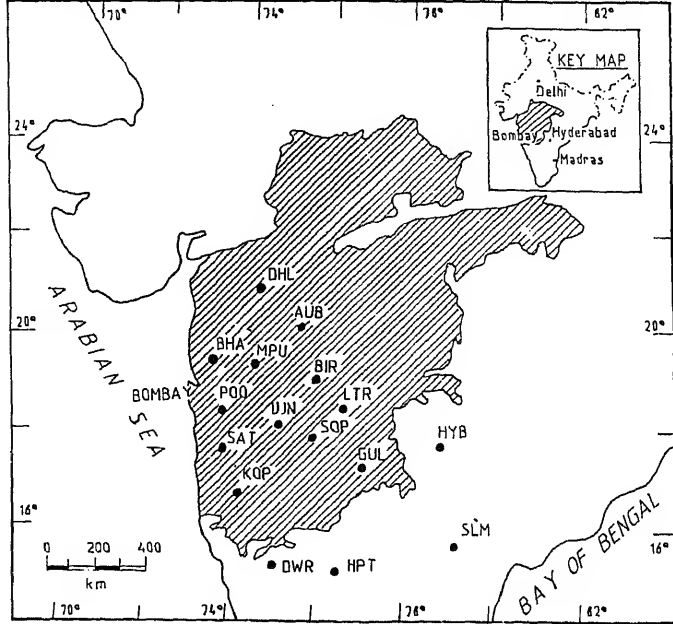 70°
74°
78°
82°
KEY MAP
Delhi
Bombay
Hyderabad
Madras
24°
24°
DHL
AUB
20°
20°
ARABIAN SEA
BHA
MPU
BIR
BOMBAY
POO
UJN
LTR
SAT
SOP
HYB
GUL
KOP
16°
SLM
16°
0 200 400
km
DWR
HPT
BAY OF BENGAL
70°
74°
78°
82°